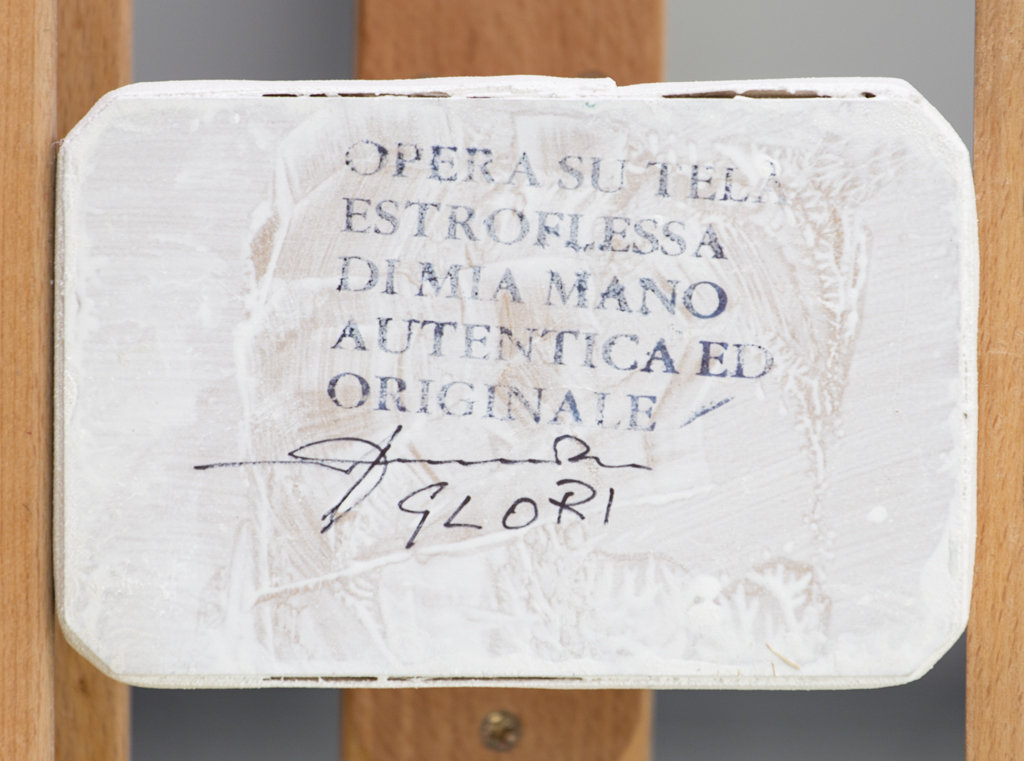 OPERA SU TELA
ESTROFLESSA
DI MIA MANO
AUTENTICA ED
ORIGINALE
GLORI